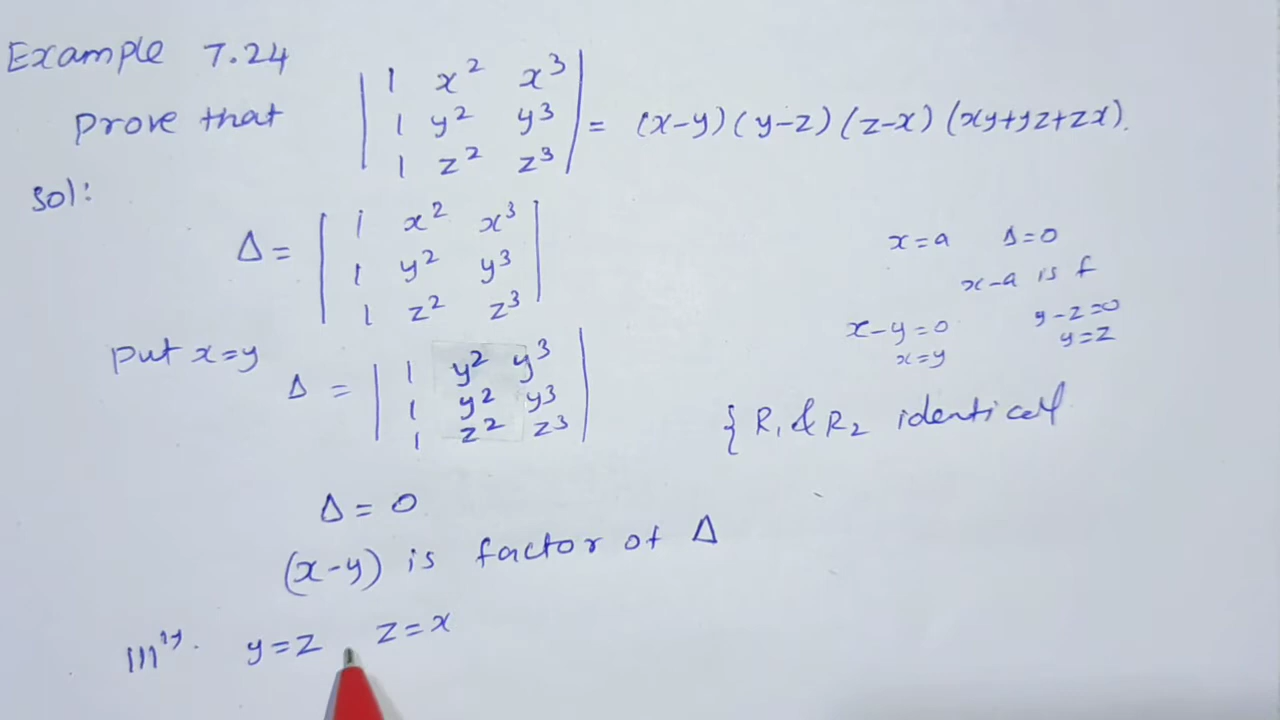 Example 7.24
Prove that | 1 x² x³ |
| 1 y² y³ | = (x-y)(y-z)(z-x)(xy+yz+zx).
| 1 z² z³ |
Sol:
Δ = | 1 x² x³ |
| 1 y² y³ |
| 1 z² z³ |
x=a Δ=0
x-a is f
x-y=0 y-z=0
x=y y=z
Put x=y
Δ = | 1 y² y³ |
| 1 y² y³ |
| 1 z² z³ |
{ R₁ & R₂ identical
Δ = 0
(x-y) is factor of Δ
|||ly. y=z z=x